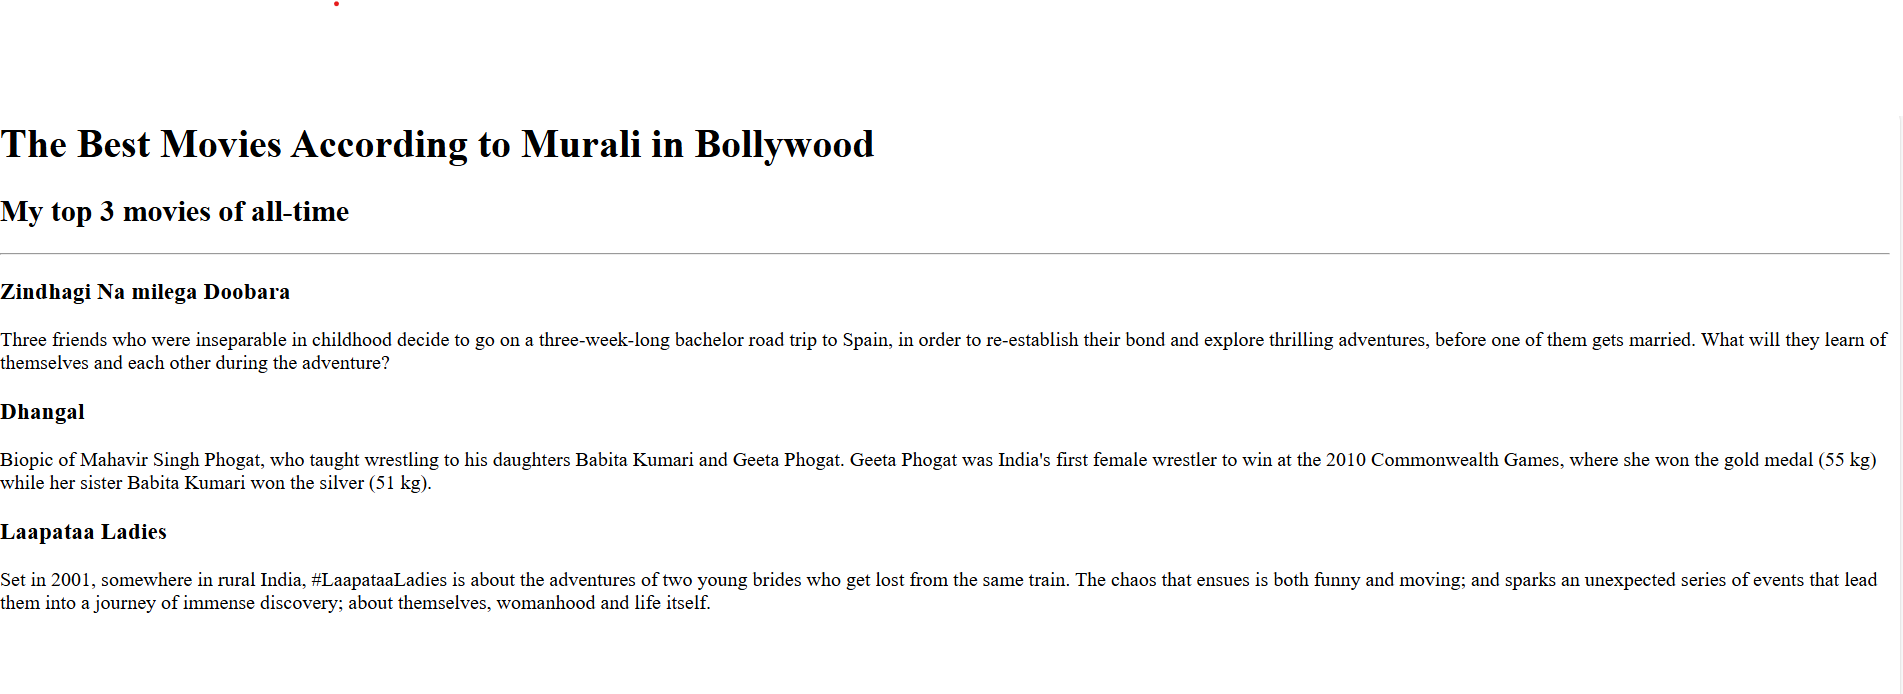 The Best Movies According to Murali in Bollywood
My top 3 movies of all-time
Zindhagi Na milega Doobara
Three friends who were inseparable in childhood decide to go on a three-week-long bachelor road trip to Spain, in order to re-establish their bond and explore thrilling adventures, before one of them gets married. What will they learn of
themselves and each other during the adventure?
Dhangal
Biopic of Mahavir Singh Phogat, who taught wrestling to his daughters Babita Kumari and Geeta Phogat. Geeta Phogat was India's first female wrestler to win at the 2010 Commonwealth Games, where she won the gold medal (55 kg)
while her sister Babita Kumari won the silver (51 kg).
Laapataa Ladies
Set in 2001, somewhere in rural India, #LaapataaLadies is about the adventures of two young brides who get lost from the same train. The chaos that ensues is both funny and moving; and sparks an unexpected series of events that lead
them into a journey of immense discovery; about themselves, womanhood and life itself.